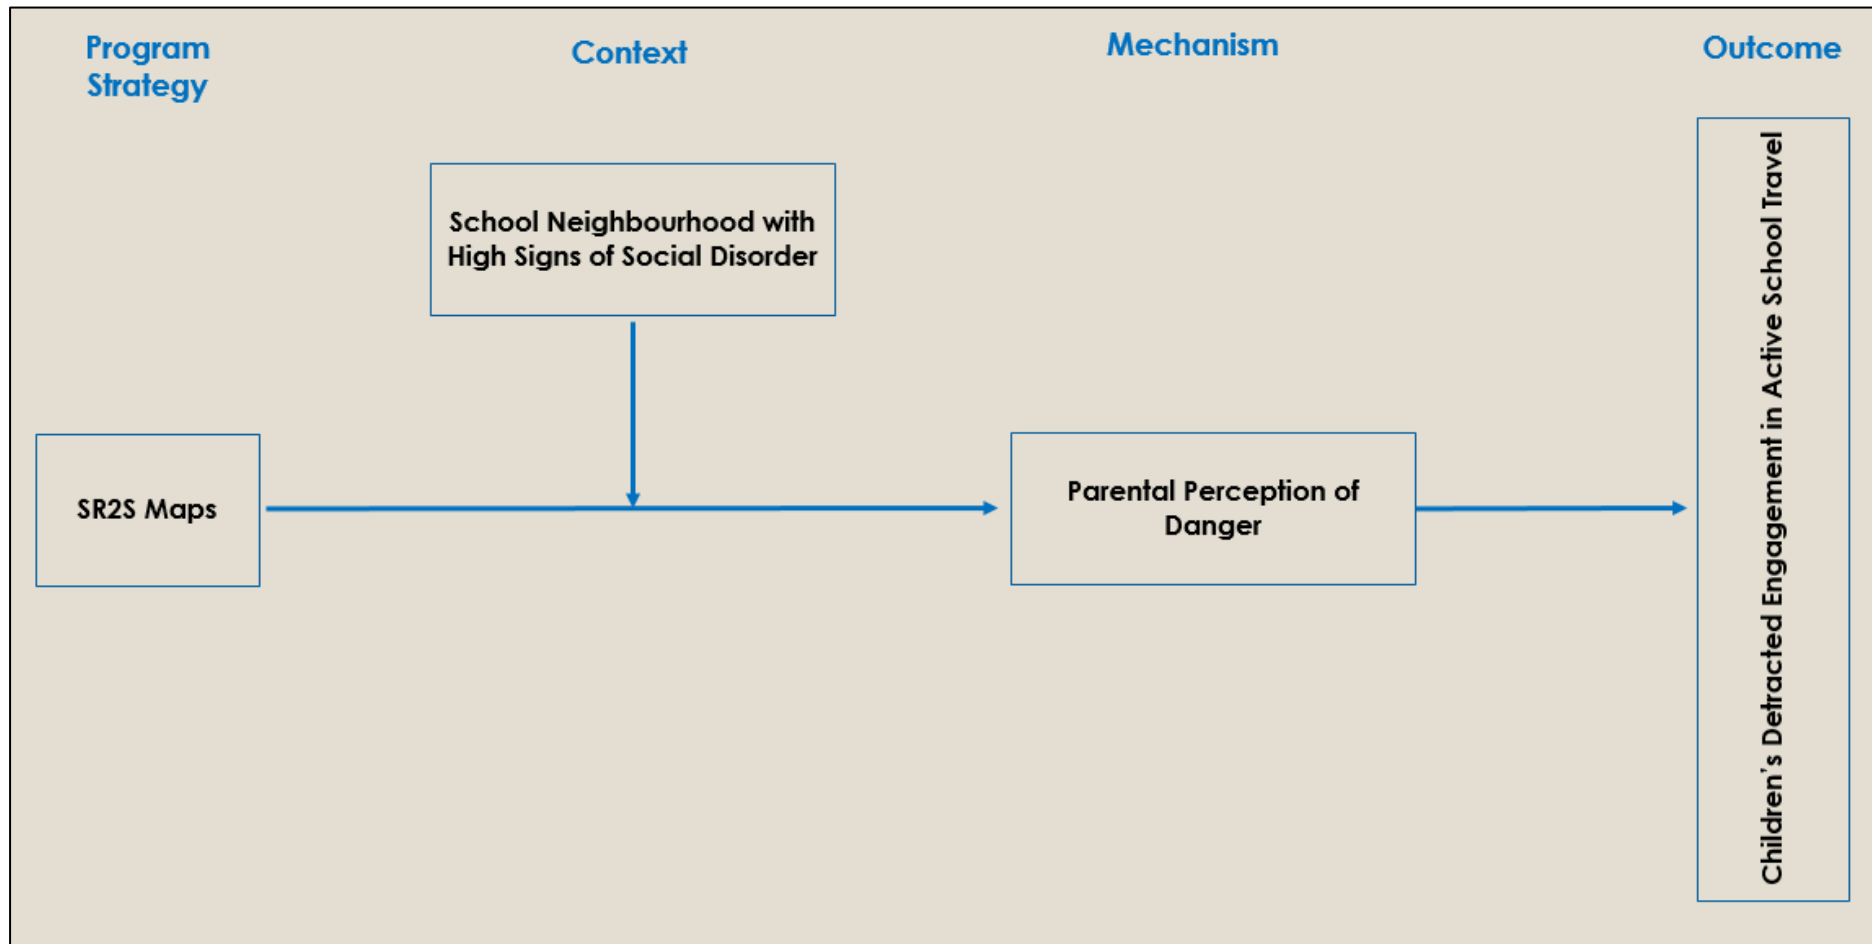 Program
Strategy
Context
Mechanism
Outcome
School Neighbourhood with
High Signs of Social Disorder
SR2S Maps
Parental Perception of
Danger
Children's Detracted Engagement in Active School Travel